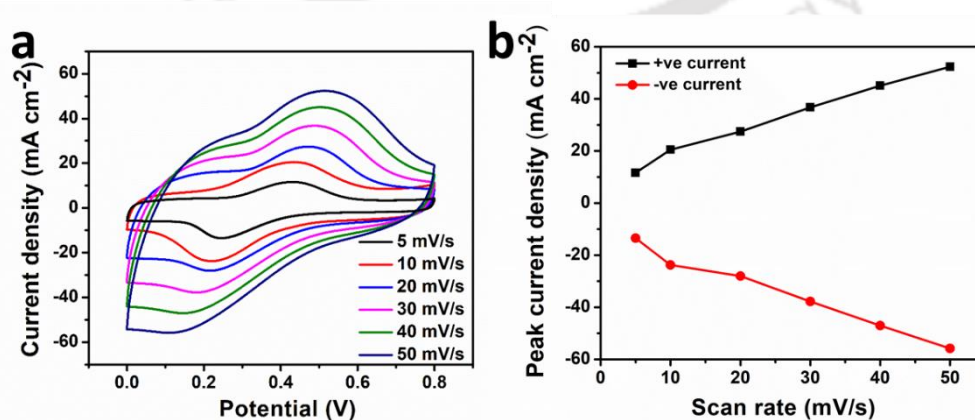 a
Current density (mA cm⁻²)
60
40
20
0
-20
-40
-60
5 mV/s
10 mV/s
20 mV/s
30 mV/s
40 mV/s
50 mV/s
0.0 0.2 0.4 0.6 0.8
Potential (V)
b
Peak current density (mA cm⁻²)
60
40
20
0
-20
-40
-60
+ve current
-ve current
0 10 20 30 40 50
Scan rate (mV/s)